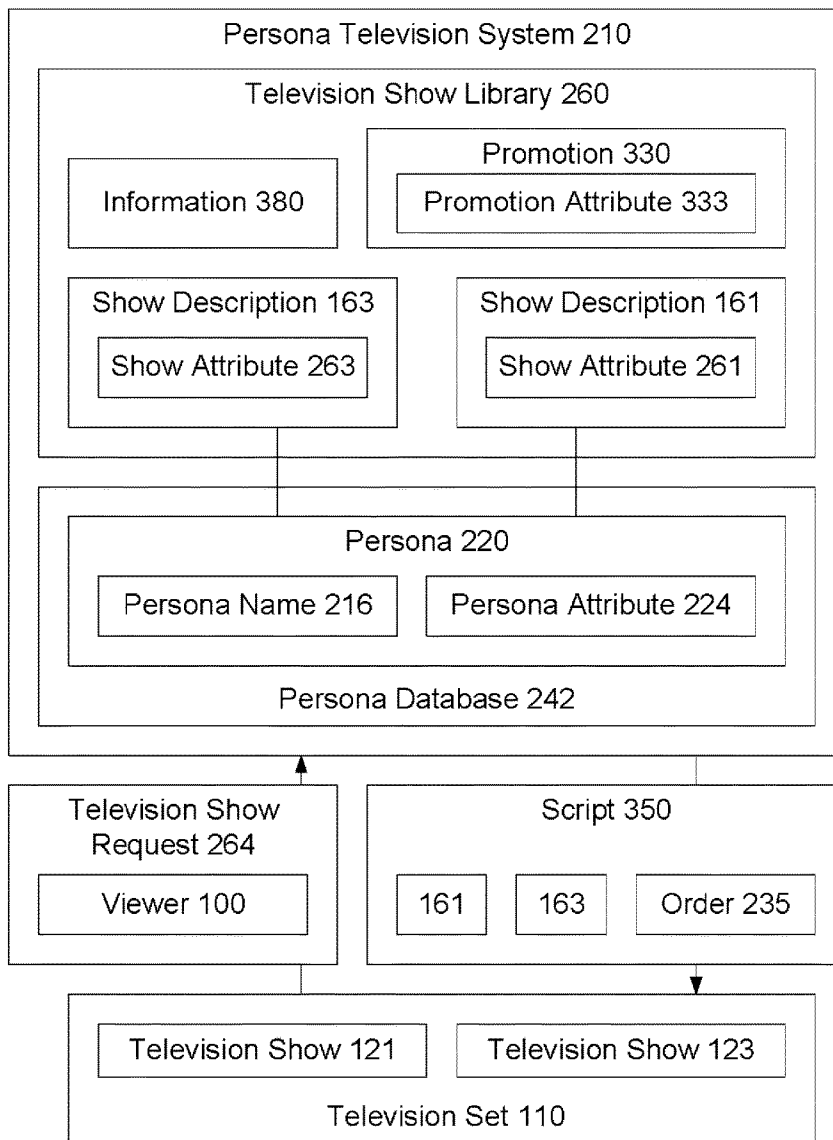 Persona Television System 210
Television Show Library 260
Promotion 330
Information 380
Promotion Attribute 333
Show Description 163
Show Description 161
Show Attribute 263
Show Attribute 261
Persona 220
Persona Name 216
Persona Attribute 224
Persona Database 242
Television Show
Request 264
Viewer 100
Script 350
161
163
Order 235
Television Show 121
Television Show 123
Television Set 110